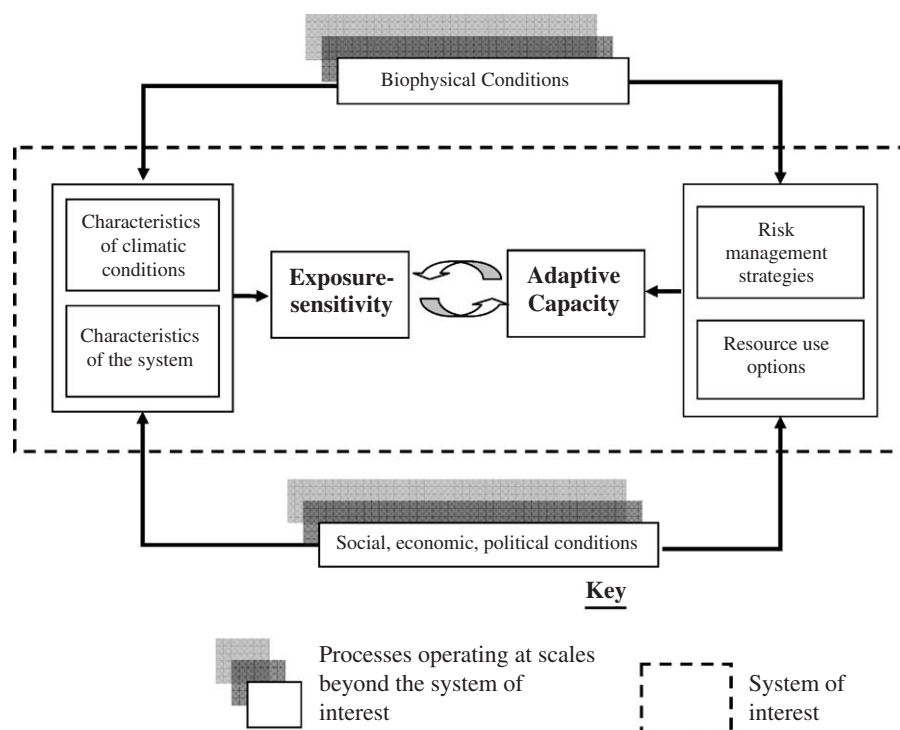 Biophysical Conditions
Characteristics
of climatic
conditions
Characteristics
of the system
Exposure-
sensitivity
Adaptive
Capacity
Risk
management
strategies
Resource use
options
Social, economic, political conditions
Key
Processes operating at scales
beyond the system of
interest
System of
interest